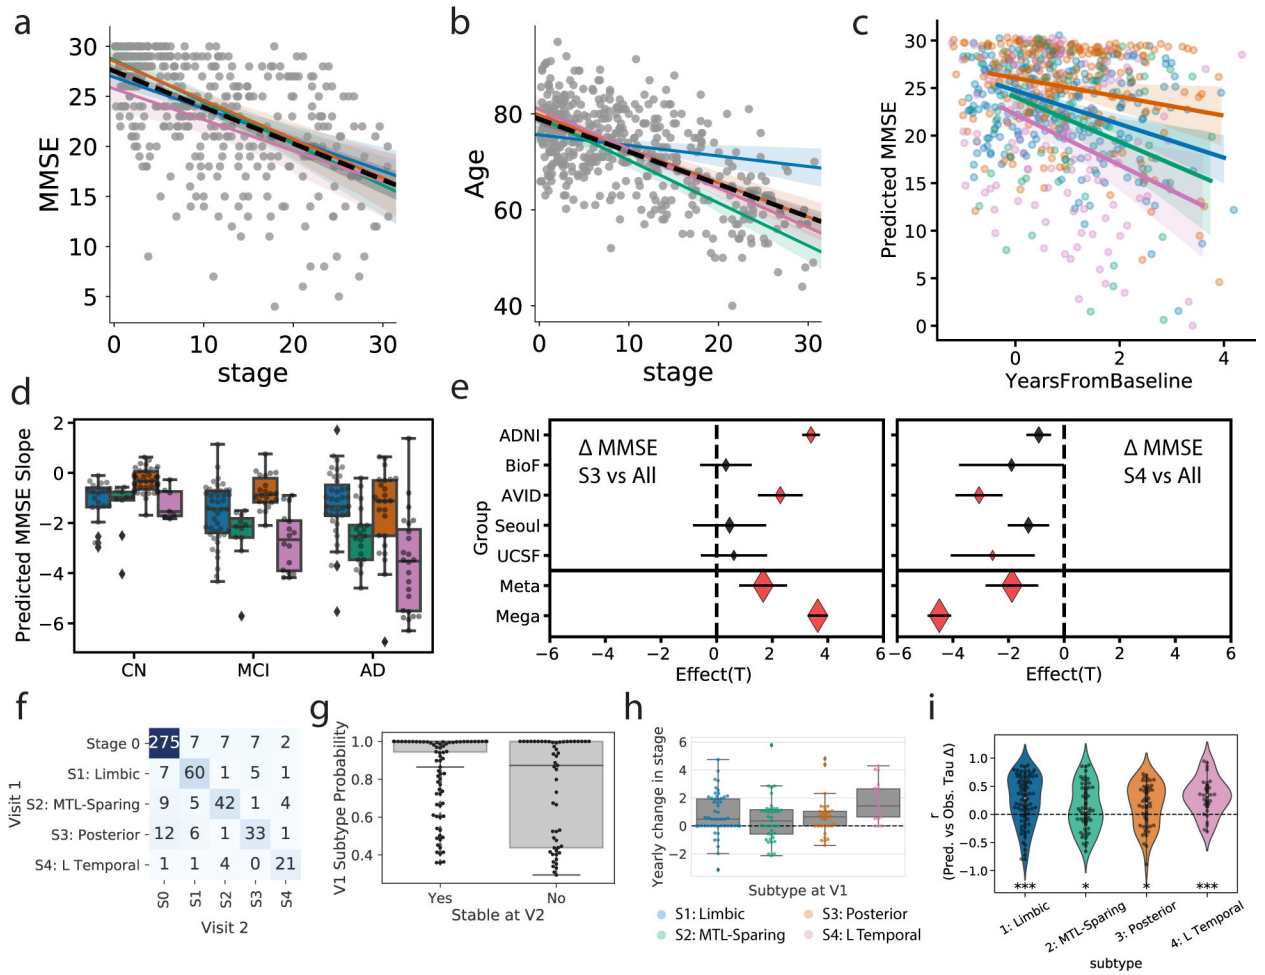 a
MMSE
30
25
20
15
10
5
0
10
20
30
stage
b
Age
80
60
40
0
10
20
30
stage
c
Predicted MMSE
30
25
20
15
10
5
0
0
2
4
YearsFromBaseline
d
Predicted MMSE Slope
2
0
−2
−4
−6
CN
MCI
AD
e
Group
ADNI
BioF
AVID
Seoul
UCSF
Meta
Mega
Δ MMSE
S3 vs All
−6
−4
−2
0
2
4
6
Effect(T)
Δ MMSE
S4 vs All
−6
−4
−2
0
2
4
6
Effect(T)
f
Visit 1
Stage 0 275 7 7 7 2
S1: Limbic 7 60 1 5 1
S2: MTL-Sparing 9 5 42 1 4
S3: Posterior 12 6 1 33 1
S4: L Temporal 1 1 4 0 21
S0 S1 S2 S3 S4
Visit 2
g
V1 Subtype Probability
1.0
0.8
0.6
0.4
Yes
No
Stable at V2
h
Yearly change in stage
6
4
2
0
−2
Subtype at V1
S1: Limbic
S3: Posterior
S2: MTL-Sparing
S4: L Temporal
i
r
(Pred. vs Obs. Tau Δ)
1.0
0.5
0.0
−0.5
−1.0
*** * * ***
1: Limbic
2: MTL-Sparing
3: Posterior
4: L Temporal
subtype